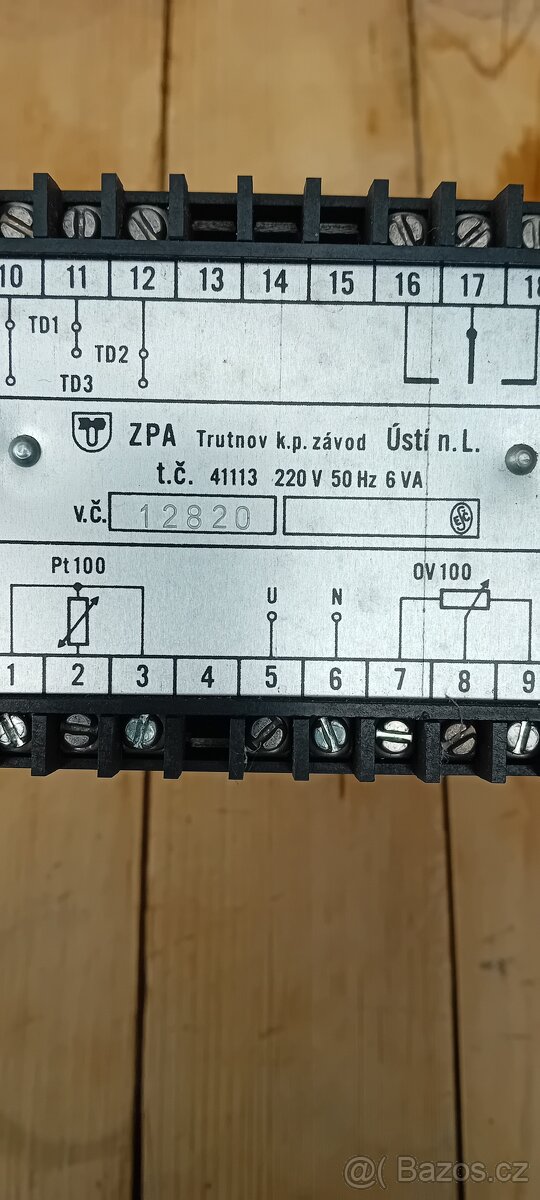 10 11 12 13 14 15 16 17 18
TD1
TD2
TD3
ZPA Trutnov k.p. závod Ústí n.L.
t.č. 41113 220 V 50 Hz 6 VA
v.č. 12820
Pt100 OV100
U N
1 2 3 4 5 6 7 8 9
@ Bazos.cz